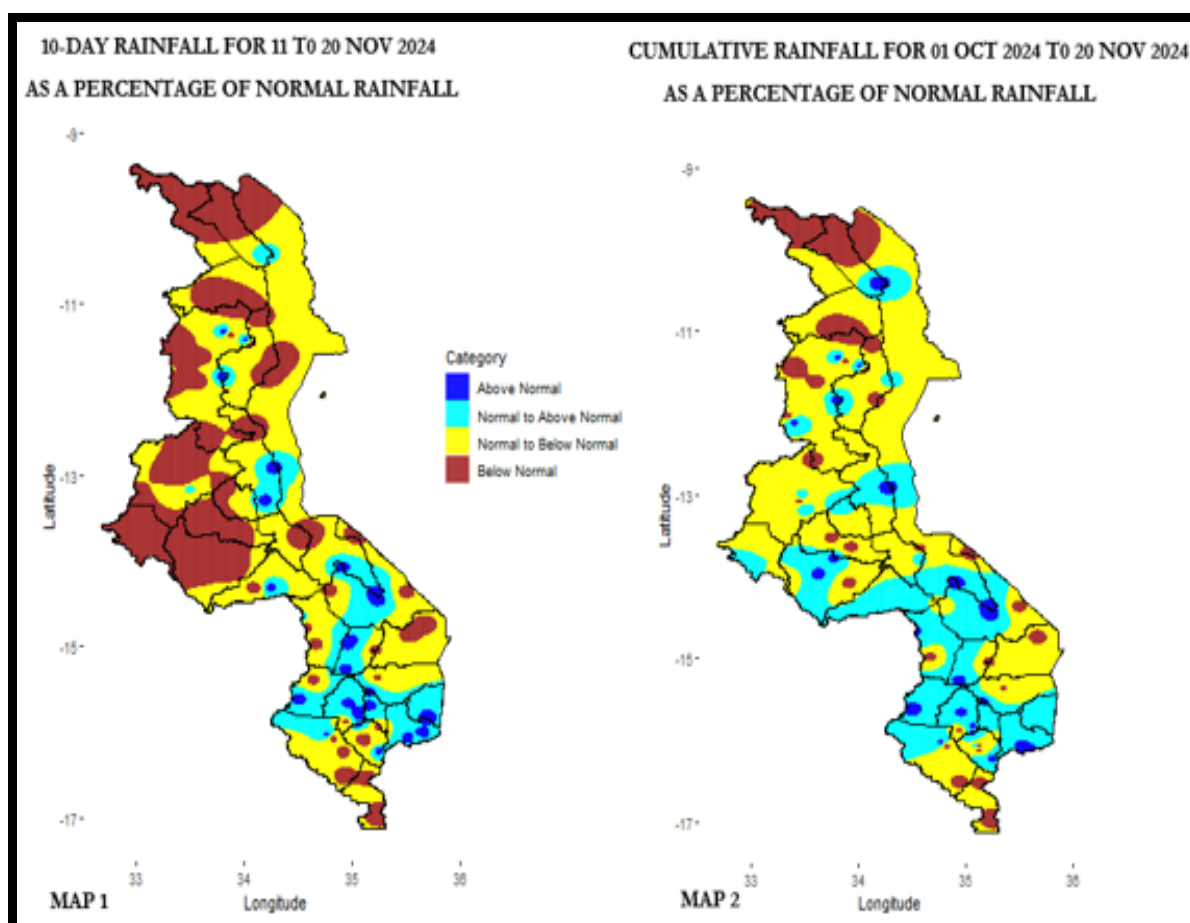 10-DAY RAINFALL FOR 11 T0 20 NOV 2024
AS A PERCENTAGE OF NORMAL RAINFALL
-9
-11
-13
-15
-17
Latitude
33
34
35
36
Longitude
MAP 1
Category
Above Normal
Normal to Above Normal
Normal to Below Normal
Below Normal
CUMULATIVE RAINFALL FOR 01 OCT 2024 T0 20 NOV 2024
AS A PERCENTAGE OF NORMAL RAINFALL
-9
-11
-13
-15
-17
Latitude
33
34
35
36
Longitude
MAP 2